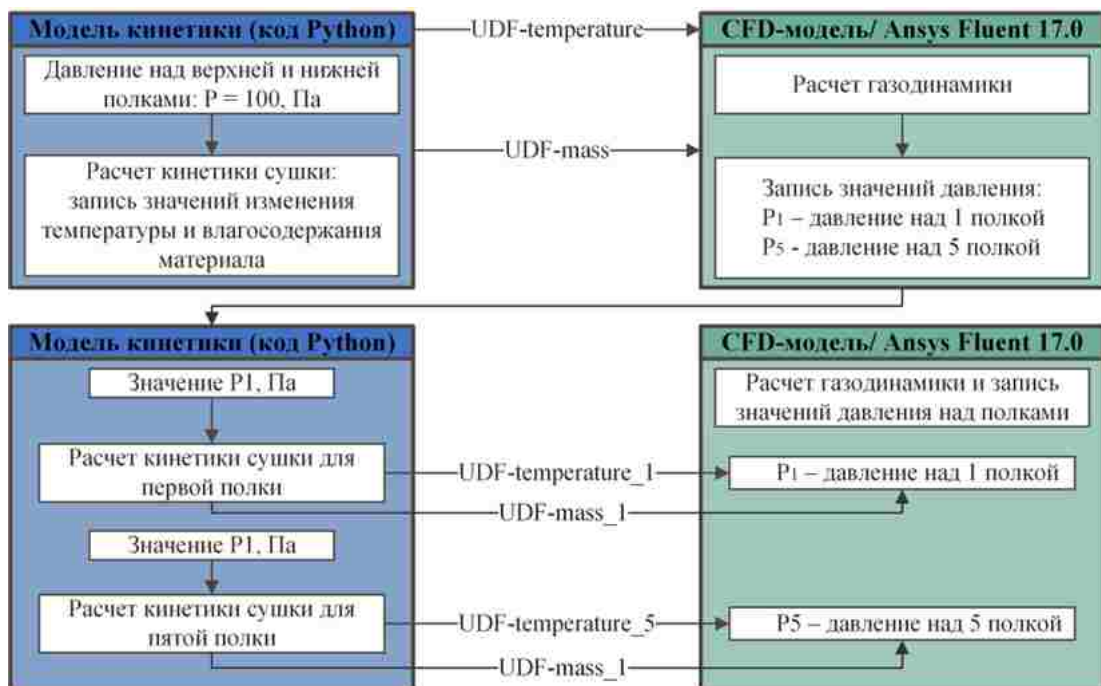 Модель кинетики (код Python)
Давление над верхней и нижней
полками: P = 100, Па
Расчет кинетики сушки:
запись значений изменения
температуры и влагосодержания
материала
UDF-temperature
UDF-mass
CFD-модель/ Ansys Fluent 17.0
Расчет газодинамики
Запись значений давления:
P1 – давление над 1 полкой
P5 - давление над 5 полкой
Модель кинетики (код Python)
Значение P1, Па
Расчет кинетики сушки для
первой полки
Значение P1, Па
Расчет кинетики сушки для
пятой полки
UDF-temperature_1
UDF-mass_1
UDF-temperature_5
UDF-mass_1
CFD-модель/ Ansys Fluent 17.0
Расчет газодинамики и запись
значений давления над полками
P1 – давление над 1 полкой
P5 – давление над 5 полкой